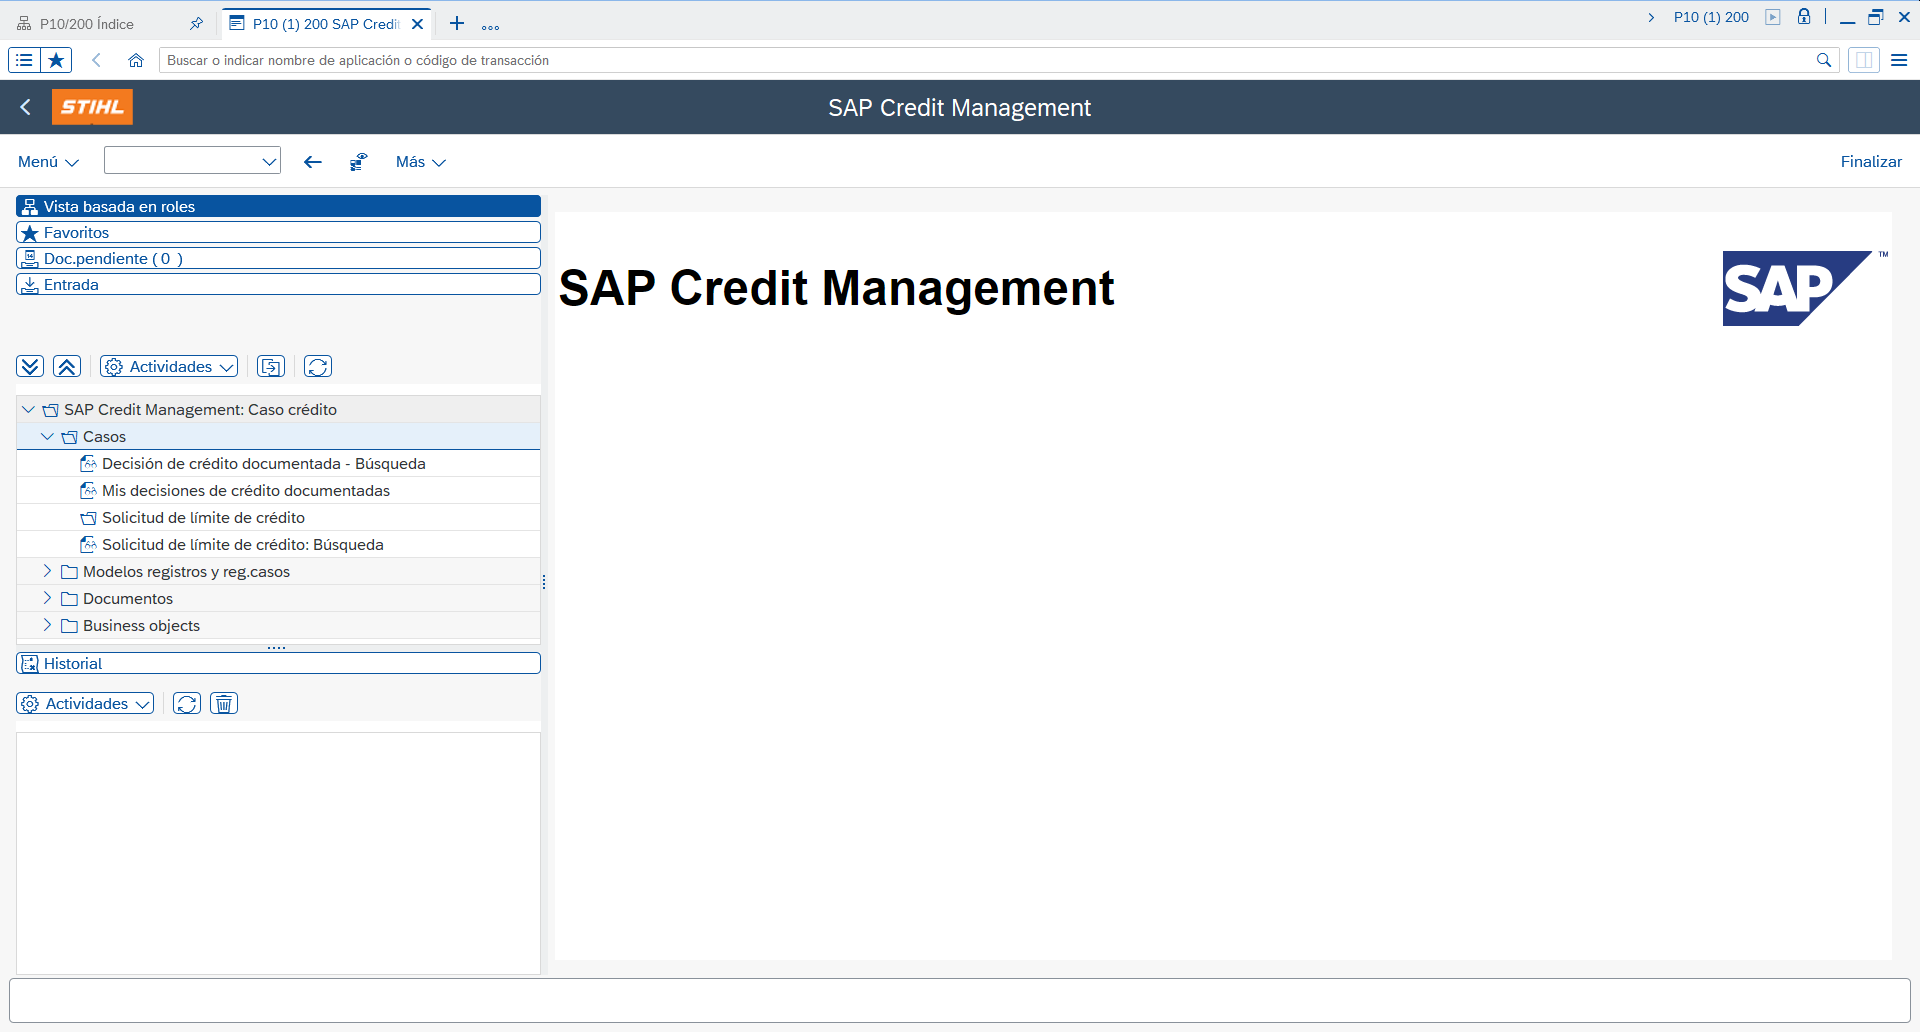 P10/200 Índice
P10 (1) 200 SAP Credit
P10 (1) 200
Buscar o indicar nombre de aplicación o código de transacción
STIHL
SAP Credit Management
Menú
Más
Finalizar
Vista basada en roles
Favoritos
Doc.pendiente ( 0 )
Entrada
SAP Credit Management
SAP ™
Actividades
SAP Credit Management: Caso crédito
Casos
Decisión de crédito documentada - Búsqueda
Mis decisiones de crédito documentadas
Solicitud de límite de crédito
Solicitud de límite de crédito: Búsqueda
Modelos registros y reg.casos
Documentos
Business objects
Historial
Actividades